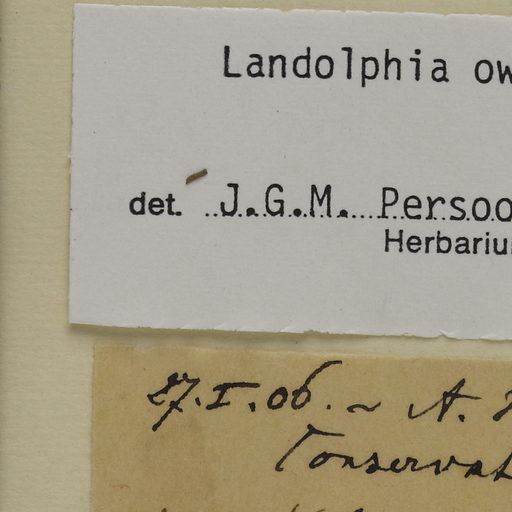 Landolphia ow
det. J.G.M. Persoo
Herbariu
27.I.06. ~ A.
Conservat